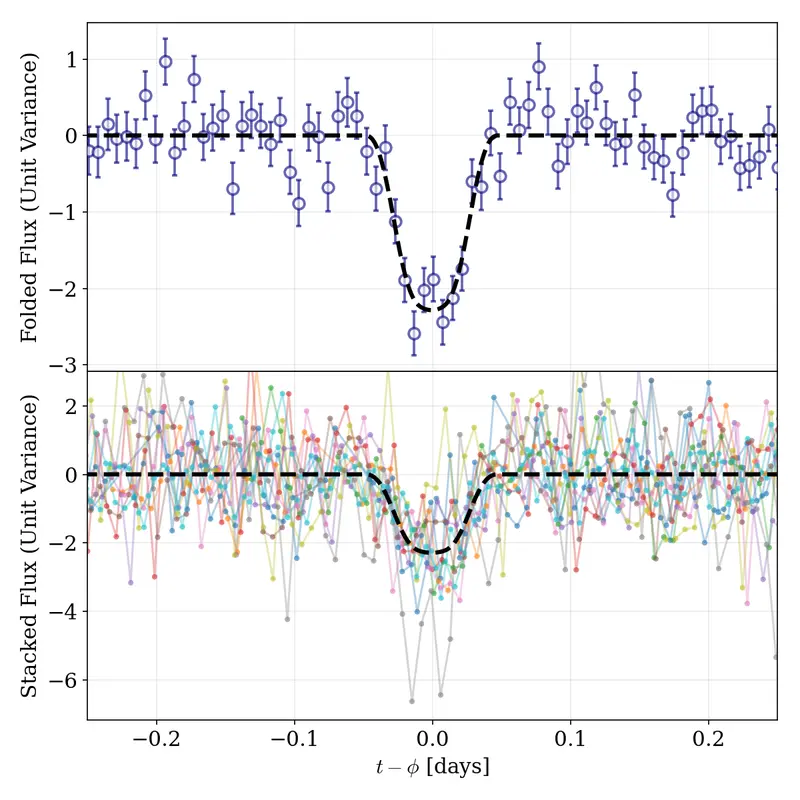 Folded Flux (Unit Variance)
1
0
−1
−2
−3
Stacked Flux (Unit Variance)
2
0
−2
−4
−6
−0.2 −0.1 0.0 0.1 0.2
t − ϕ [days]